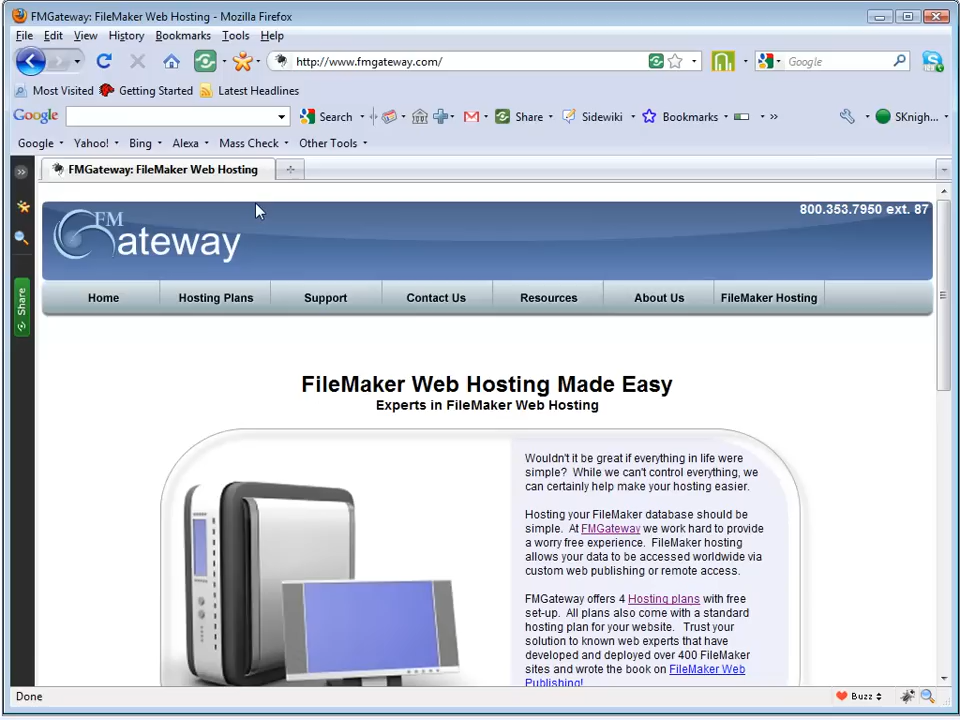 FMGateway: FileMaker Web Hosting - Mozilla Firefox
File Edit View History Bookmarks Tools Help
http://www.fmgateway.com/ Google
Most Visited Getting Started Latest Headlines
Google Search Share Sidewiki Bookmarks » SKnigh...
Google Yahoo! Bing Alexa Mass Check Other Tools
FMGateway: FileMaker Web Hosting
Share
800.353.7950 ext. 87
FM
Gateway
Home Hosting Plans Support Contact Us Resources About Us FileMaker Hosting
FileMaker Web Hosting Made Easy
Experts in FileMaker Web Hosting
Wouldn't it be great if everything in life were
simple? While we can't control everything, we
can certainly help make your hosting easier.
Hosting your FileMaker database should be
simple. At FMGateway we work hard to provide
a worry free experience. FileMaker hosting
allows your data to be accessed worldwide via
custom web publishing or remote access.
FMGateway offers 4 Hosting plans with free
set-up. All plans also come with a standard
hosting plan for your website. Trust your
solution to known web experts that have
developed and deployed over 400 FileMaker
sites and wrote the book on FileMaker Web
Publishing!
Done Buzz